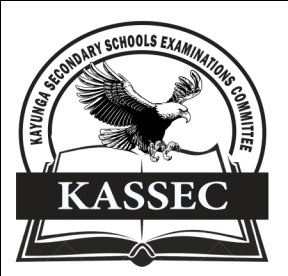 KAYUNGA SECONDARY SCHOOLS EXAMINATIONS COMMITTEE
KASSEC